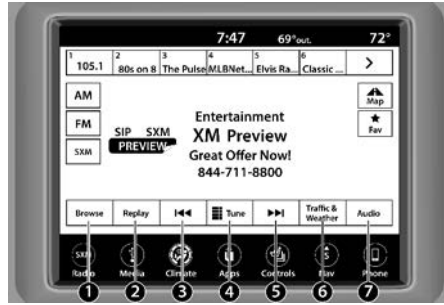 7:47 69°out. 72°
1 2 3 4 5 6
105.1 80s on 8 The Pulse MLBNet... Elvis Ra... Classic ...
AM Map
FM Fav
SXM
SIP SXM
PREVIEW
Entertainment
XM Preview
Great Offer Now!
844-711-8800
Browse Replay Tune Traffic & Weather Audio
SXM
Radio Media Climate Apps Controls Nav Phone
1 2 3 4 5 6 7